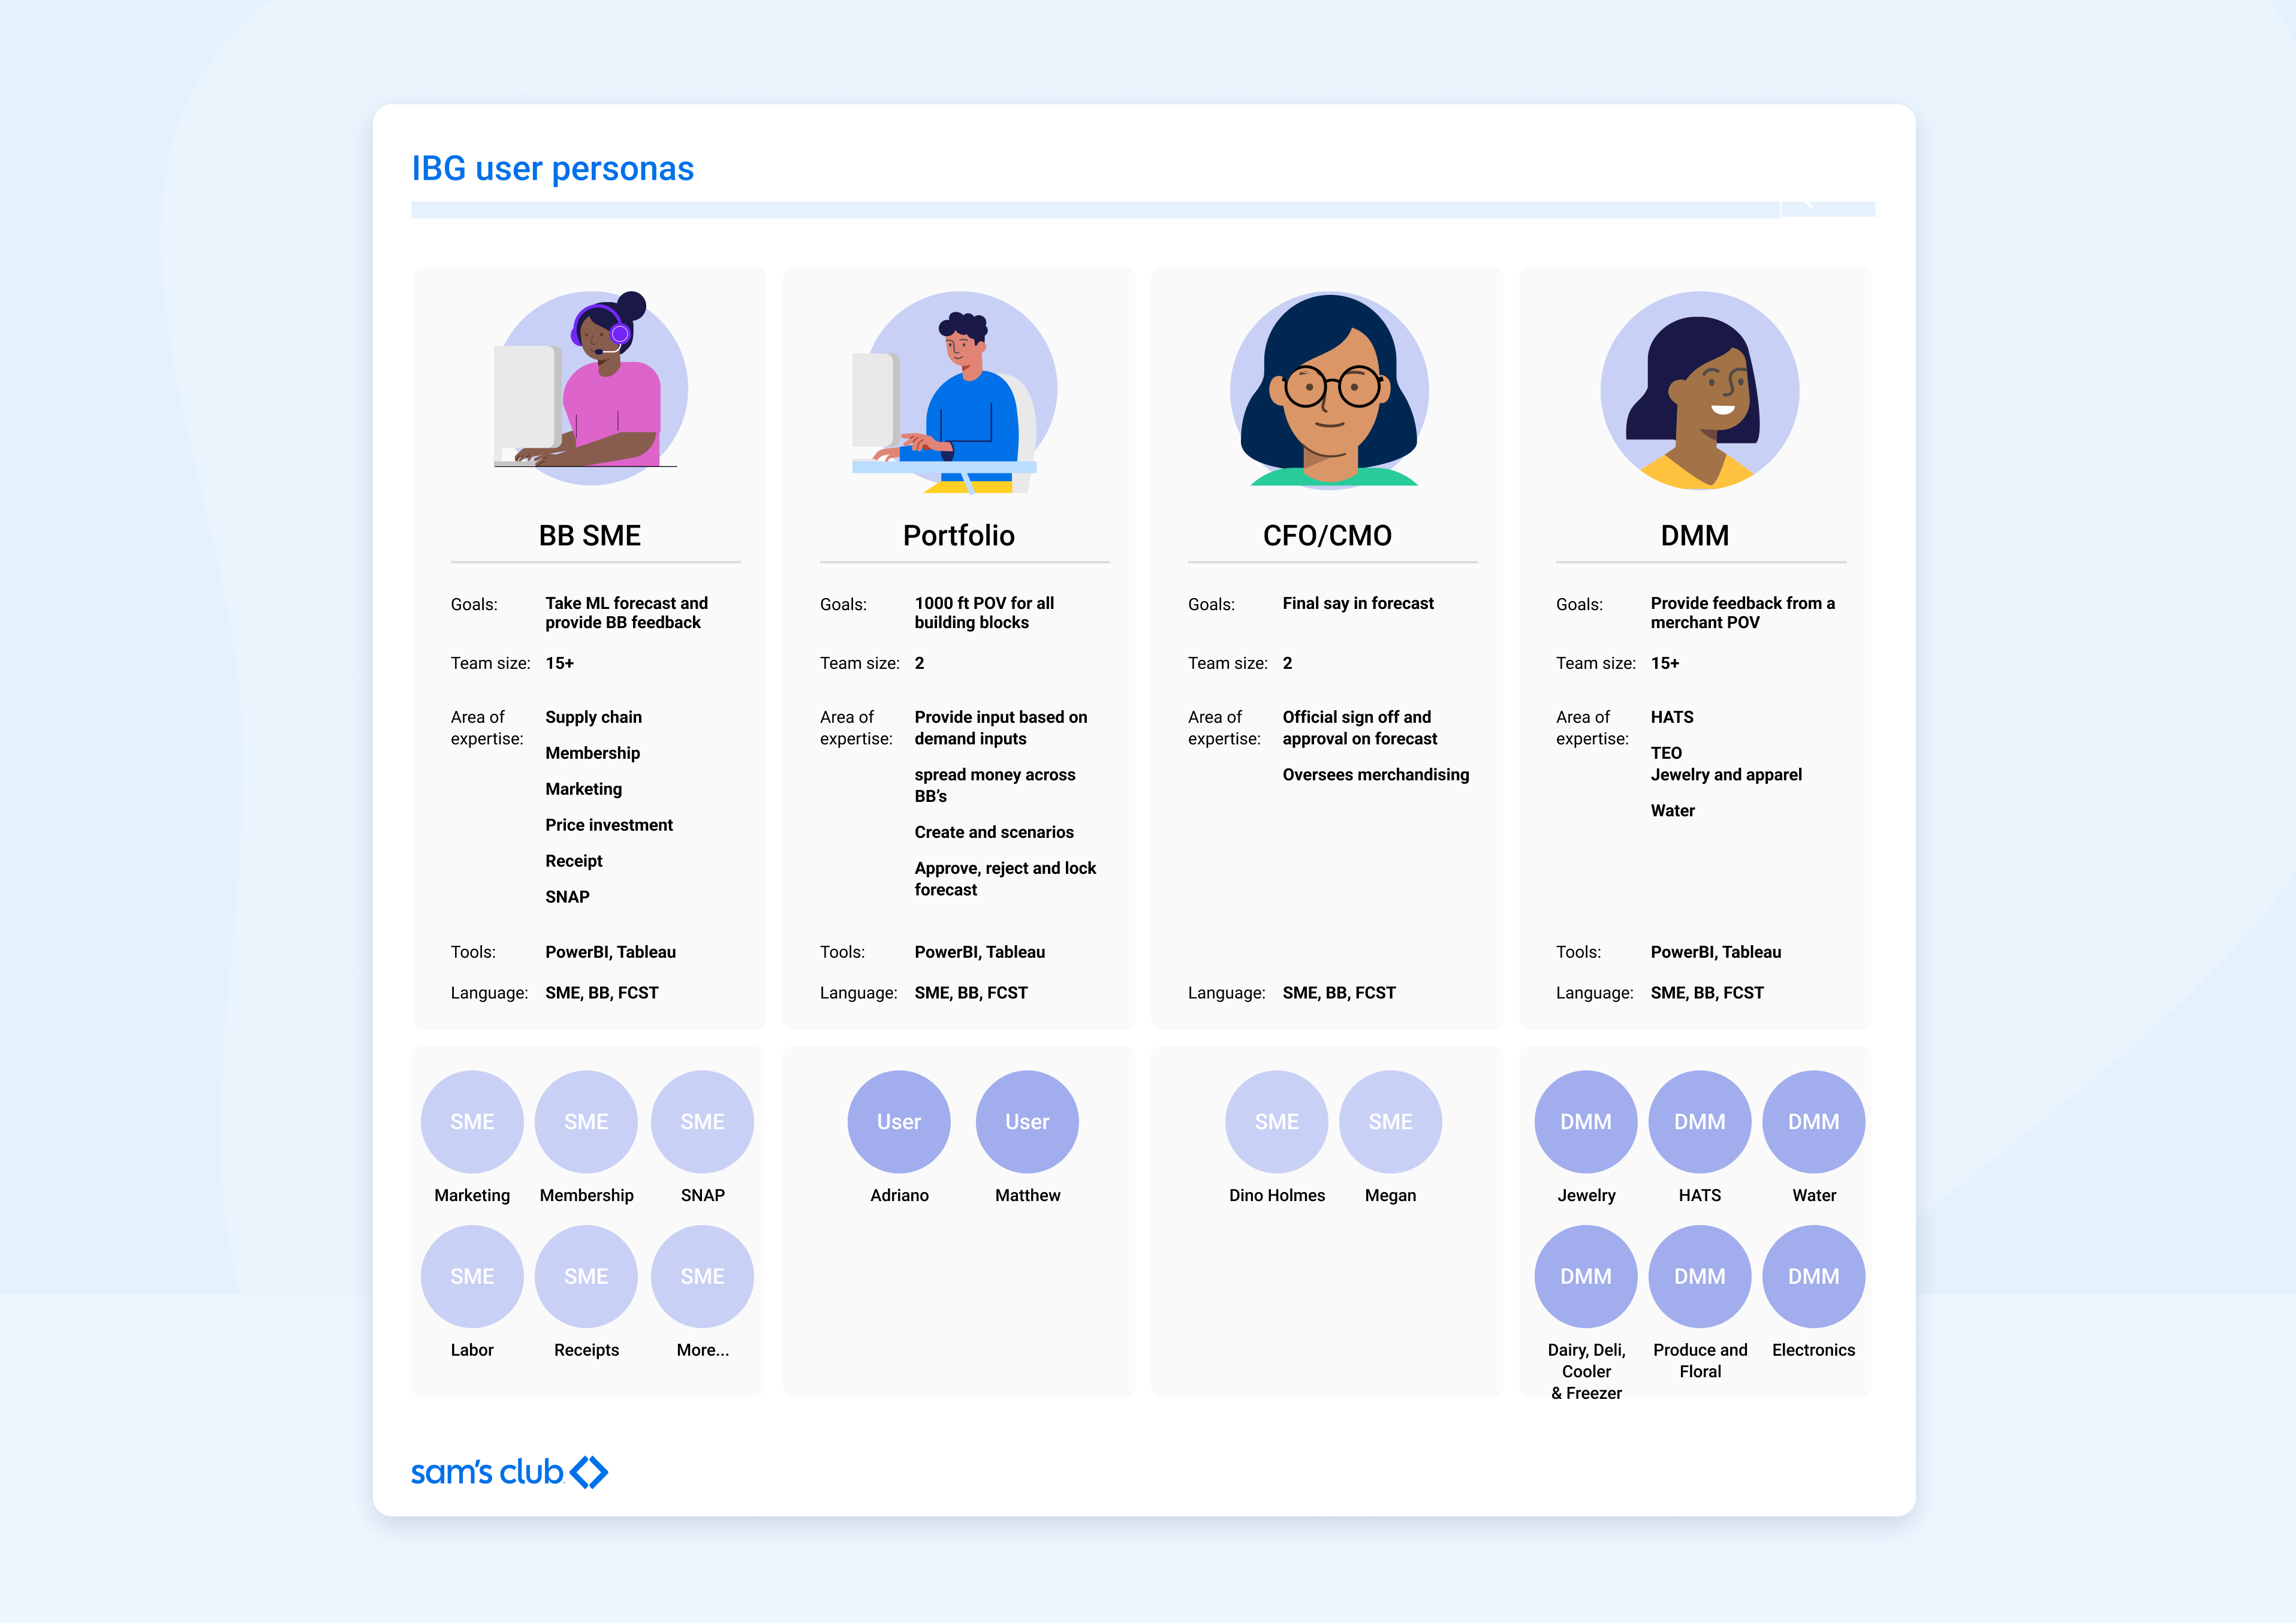 IBG user personas
BB SME
Goals: Take ML forecast and
provide BB feedback
Team size: 15+
Area of
expertise:
Supply chain
Membership
Marketing
Price investment
Receipt
SNAP
Tools: PowerBI, Tableau
Language: SME, BB, FCST
Portfolio
Goals: 1000 ft POV for all
building blocks
Team size: 2
Area of
expertise:
Provide input based on
demand inputs
spread money across
BB’s
Create and scenarios
Approve, reject and lock
forecast
Tools: PowerBI, Tableau
Language: SME, BB, FCST
CFO/CMO
Goals: Final say in forecast
Team size: 2
Area of
expertise:
Official sign off and
approval on forecast
Oversees merchandising
Language: SME, BB, FCST
DMM
Goals: Provide feedback from a
merchant POV
Team size: 15+
Area of
expertise:
HATS
TEO
Jewelry and apparel
Water
Tools: PowerBI, Tableau
Language: SME, BB, FCST
SME SME SME
Marketing Membership SNAP
SME SME SME
Labor Receipts More...
User User
Adriano Matthew
SME SME
Dino Holmes Megan
DMM DMM DMM
Jewelry HATS Water
DMM DMM DMM
Dairy, Deli,
Cooler
& Freezer
Produce and
Floral
Electronics
sam’s club